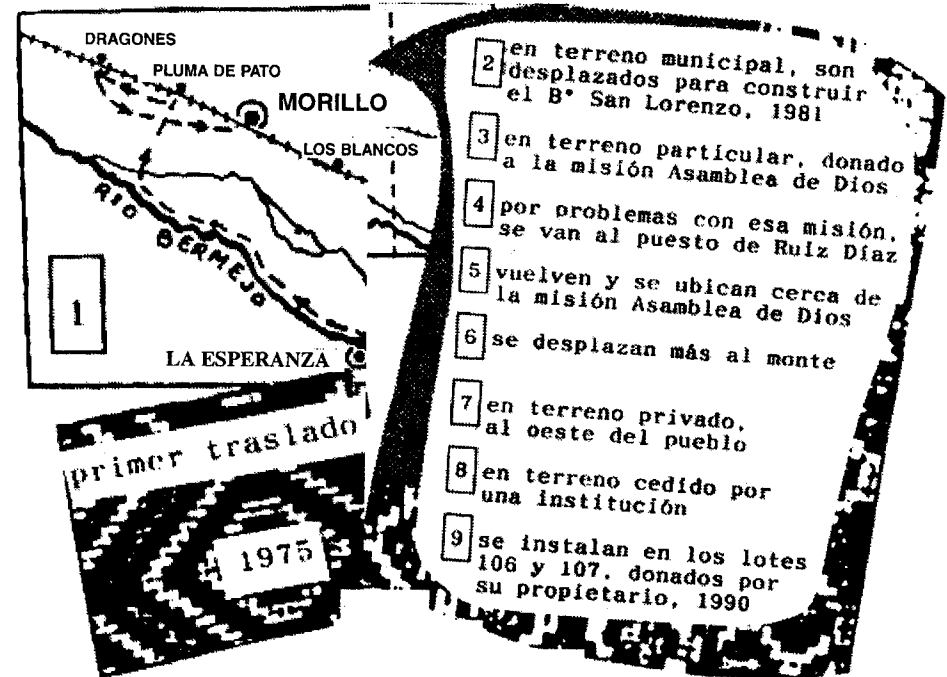 DRAGONES
PLUMA DE PATO
MORILLO
LOS BLANCOS
RIO BERMEJO
1
LA ESPERANZA
primer traslado
1975
2 en terreno municipal, son
desplazados para construir
el B° San Lorenzo, 1981
3 en terreno particular, donado
a la misión Asamblea de Dios
4 por problemas con esa misión,
se van al puesto de Ruíz Díaz
5 vuelven y se ubican cerca de
la misión Asamblea de Dios
6 se desplazan más al monte
7 en terreno privado,
al oeste del pueblo
8 en terreno cedido por
una institución
9 se instalan en los lotes
106 y 107, donados por
su propietario, 1990